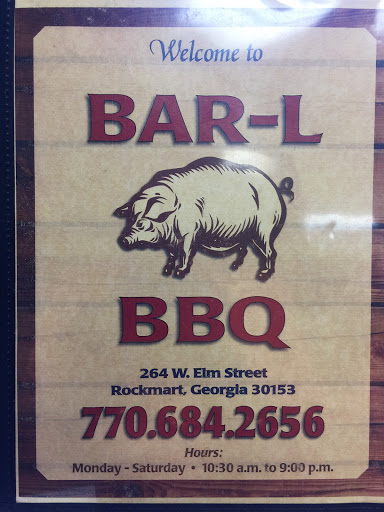 Welcome to
BAR-L
BBQ
264 W. Elm Street
Rockmart, Georgia 30153
770.684.2656
Hours:
Monday - Saturday • 10:30 a.m. to 9:00 p.m.